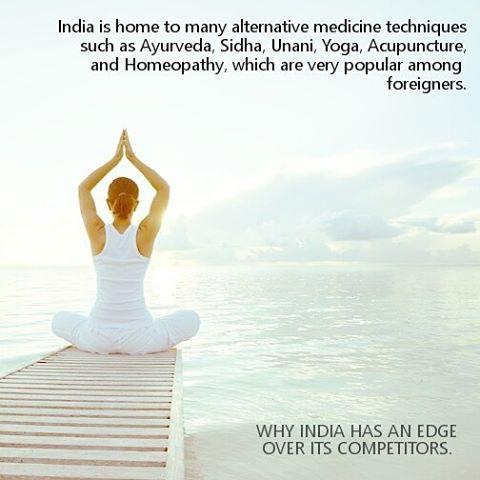 India is home to many alternative medicine techniques
such as Ayurveda, Sidha, Unani, Yoga, Acupuncture,
and Homeopathy, which are very popular among
foreigners.
WHY INDIA HAS AN EDGE
OVER ITS COMPETITORS.